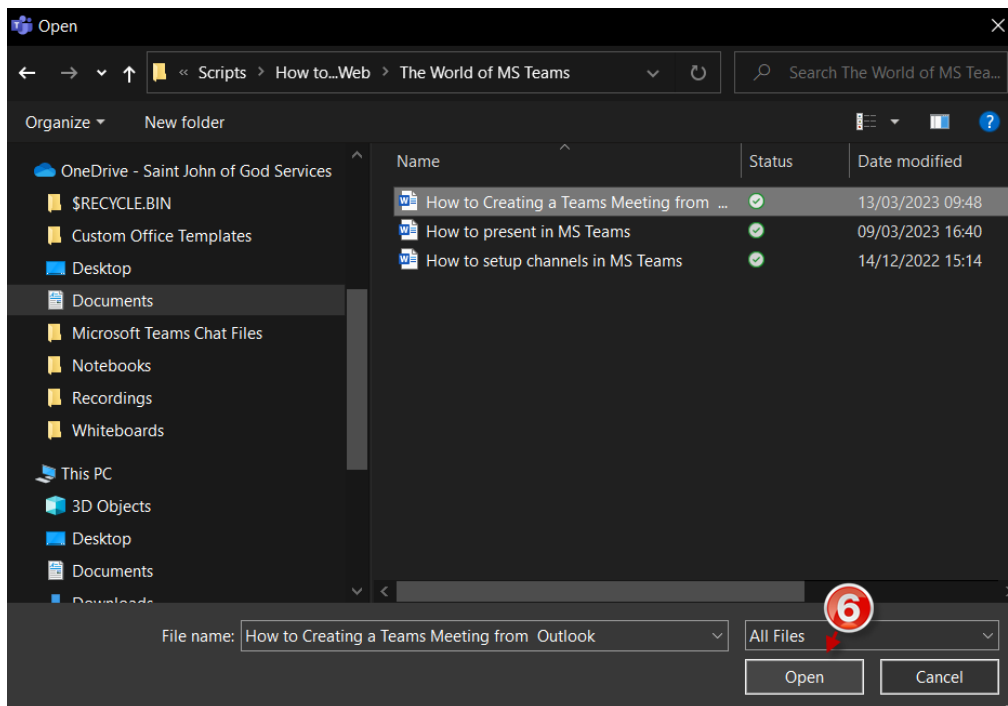 Open
« Scripts > How to...Web > The World of MS Teams
Search The World of MS Tea...
Organize
New folder
?
OneDrive - Saint John of God Services
$RECYCLE.BIN
Custom Office Templates
Desktop
Documents
Microsoft Teams Chat Files
Notebooks
Recordings
Whiteboards
This PC
3D Objects
Desktop
Documents
Downloads
Name Status Date modified
How to Creating a Teams Meeting from ... 13/03/2023 09:48
How to present in MS Teams 09/03/2023 16:40
How to setup channels in MS Teams 14/12/2022 15:14
6
File name: How to Creating a Teams Meeting from Outlook
All Files
Open
Cancel